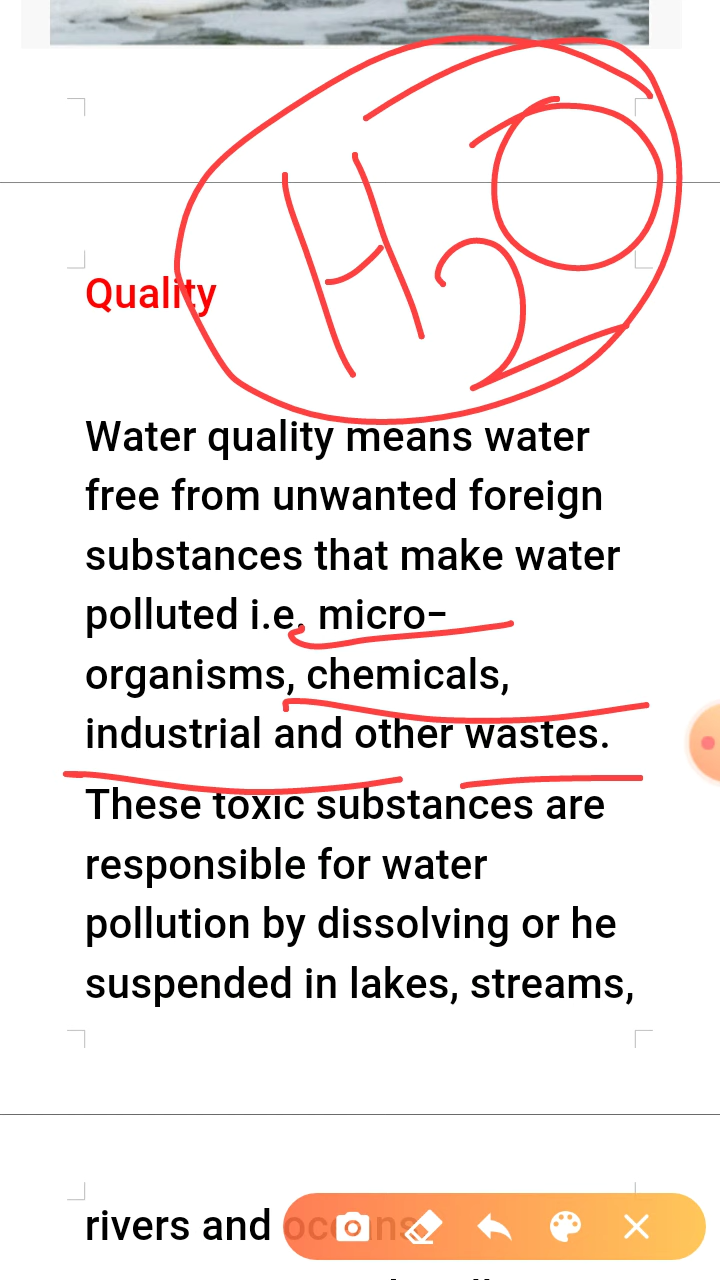 H2O
Quality
Water quality means water
free from unwanted foreign
substances that make water
polluted i.e. micro-
organisms, chemicals,
industrial and other wastes.
These toxic substances are
responsible for water
pollution by dissolving or he
suspended in lakes, streams,
rivers and oceans